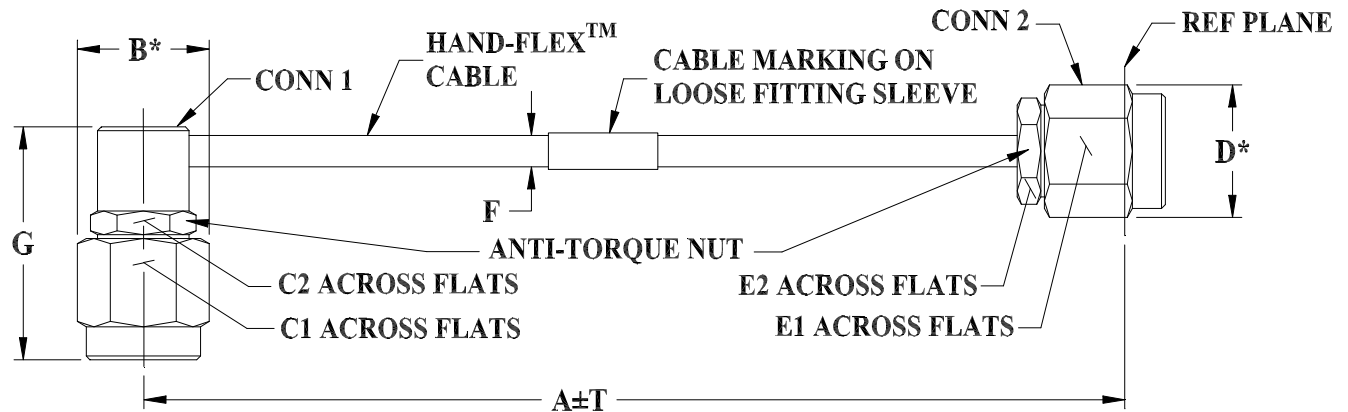 B*
CONN 1
HAND-FLEX™
CABLE
CABLE MARKING ON
LOOSE FITTING SLEEVE
CONN 2
REF PLANE
D*
F
G
ANTI-TORQUE NUT
C2 ACROSS FLATS
C1 ACROSS FLATS
E2 ACROSS FLATS
E1 ACROSS FLATS
A±T